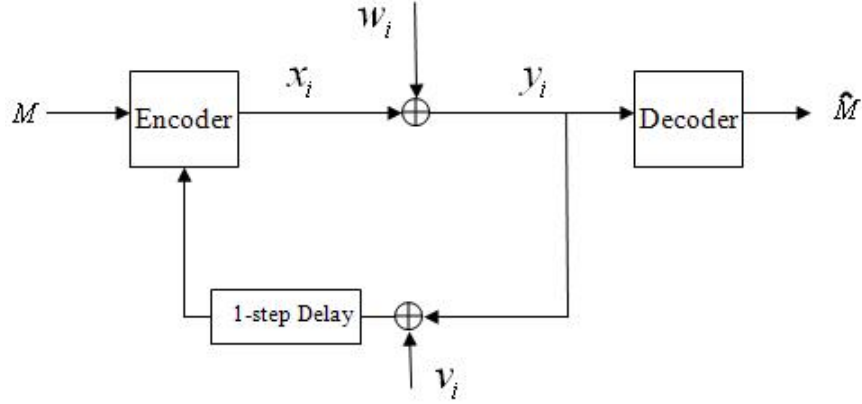 w_i
x_i
y_i
M
Encoder
Decoder
M̂
1-step Delay
v_i